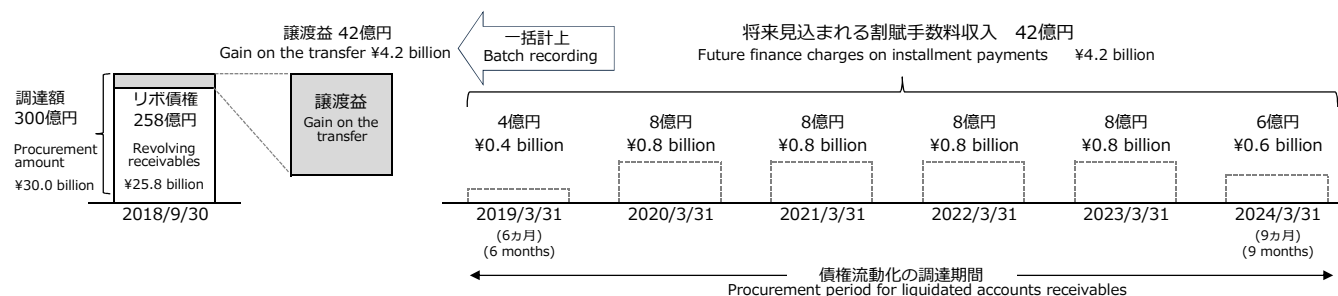 譲渡益 42億円
Gain on the transfer ¥4.2 billion
一括計上
Batch recording
将来見込まれる割賦手数料収入 42億円
Future finance charges on installment payments ¥4.2 billion
調達額
300億円
Procurement
amount
¥30.0 billion
リボ債権
258億円
Revolving
receivables
¥25.8 billion
譲渡益
Gain on the
transfer
4億円
¥0.4 billion
8億円
¥0.8 billion
8億円
¥0.8 billion
8億円
¥0.8 billion
8億円
¥0.8 billion
6億円
¥0.6 billion
2018/9/30
2019/3/31
(6ヵ月)
(6 months)
2020/3/31
2021/3/31
2022/3/31
2023/3/31
2024/3/31
(9ヵ月)
(9 months)
債権流動化の調達期間
Procurement period for liquidated accounts receivables